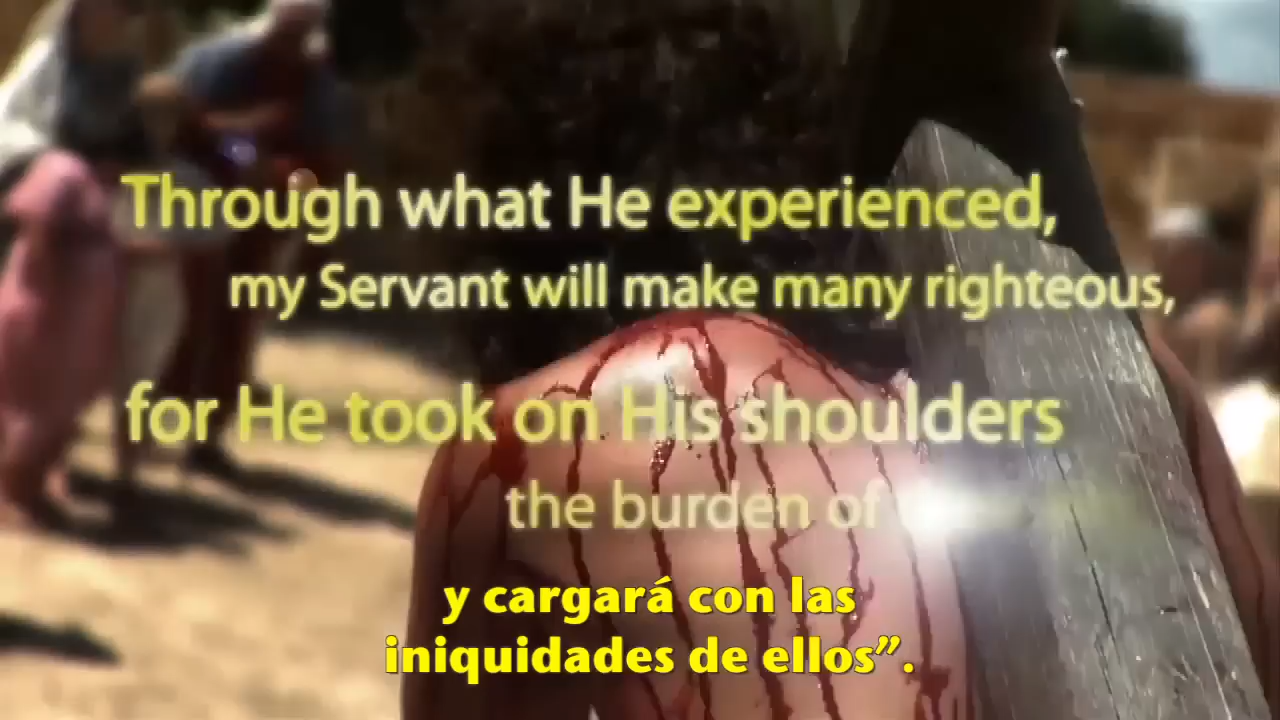 Through what He experienced,
my Servant will make many righteous,
for He took on His shoulders
the burden of
y cargará con las
iniquidades de ellos”.